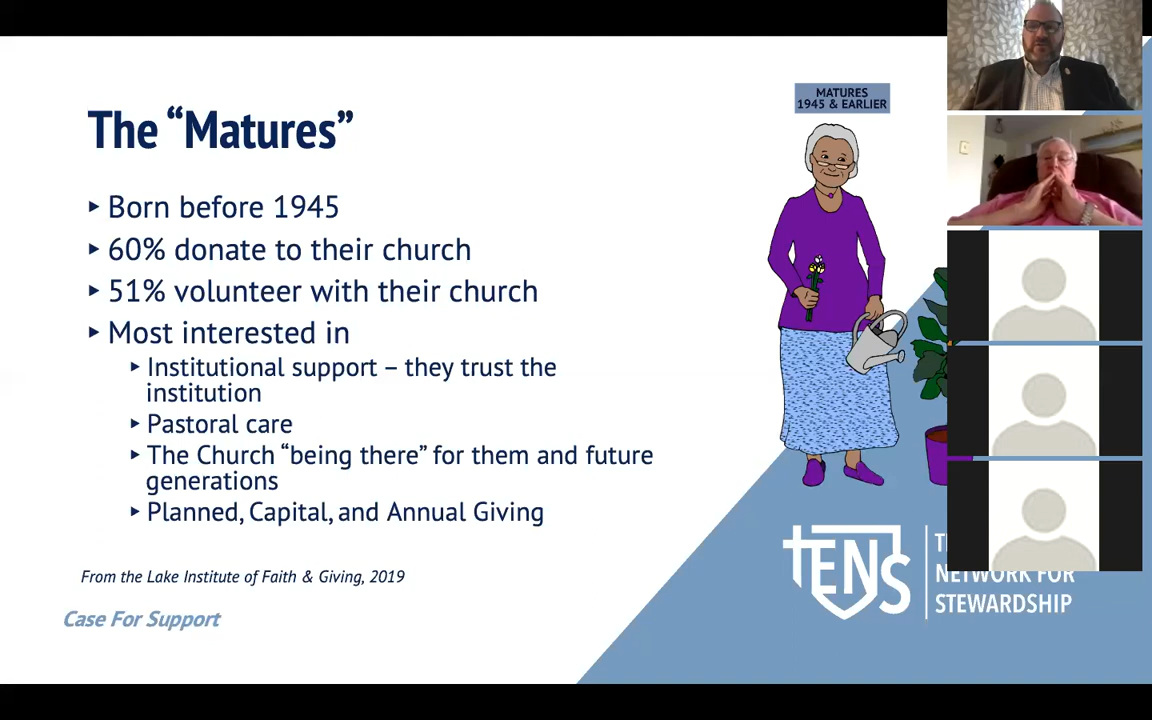 The “Matures”
MATURES
1945 & EARLIER
‣ Born before 1945
‣ 60% donate to their church
‣ 51% volunteer with their church
‣ Most interested in
‣ Institutional support – they trust the
institution
‣ Pastoral care
‣ The Church “being there” for them and future
generations
‣ Planned, Capital, and Annual Giving
From the Lake Institute of Faith & Giving, 2019
Case For Support
TENS
NETWORK FOR
STEWARDSHIP